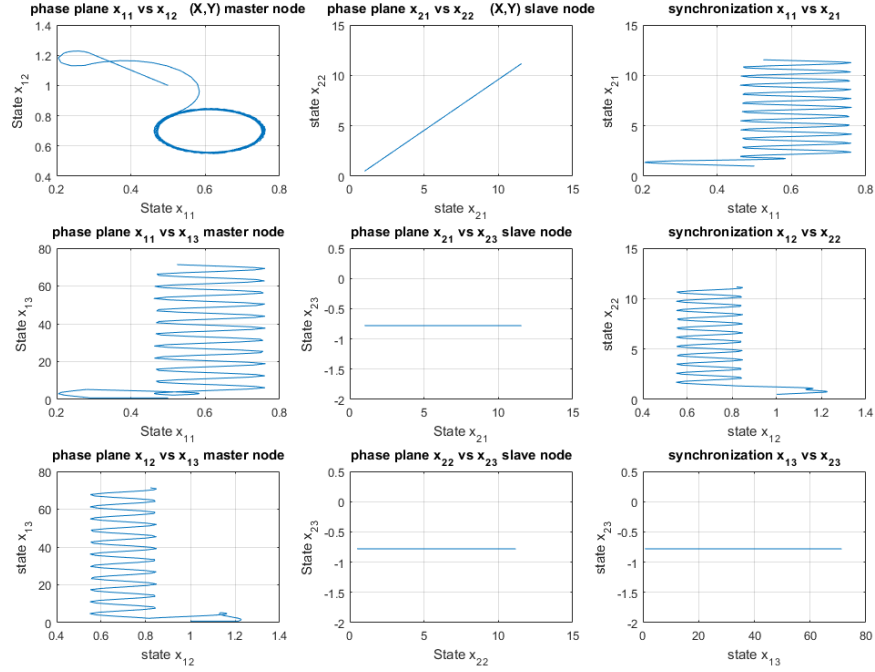 phase plane x11 vs x12 (X,Y) master node
phase plane x21 vs x22 (X,Y) slave node
synchronization x11 vs x21
1.4
1.2
1
0.8
0.6
0.4
State x12
0.2 0.4 0.6 0.8
State x11
15
10
5
0
state x22
0 5 10 15
state x21
15
10
5
0
state x21
0.2 0.4 0.6 0.8
state x11
phase plane x11 vs x13 master node
phase plane x21 vs x23 slave node
synchronization x12 vs x22
80
60
40
20
0
State x13
0.2 0.4 0.6 0.8
State x11
0.5
0
-0.5
-1
-1.5
-2
State x23
0 5 10 15
State x21
15
10
5
0
state x22
0.4 0.6 0.8 1 1.2 1.4
state x12
phase plane x12 vs x13 master node
phase plane x22 vs x23 slave node
synchronization x13 vs x23
80
60
40
20
0
state x13
0.4 0.6 0.8 1 1.2 1.4
state x12
0.5
0
-0.5
-1
-1.5
-2
State x23
0 5 10 15
State x22
0.5
0
-0.5
-1
-1.5
-2
state x23
0 20 40 60 80
state x13